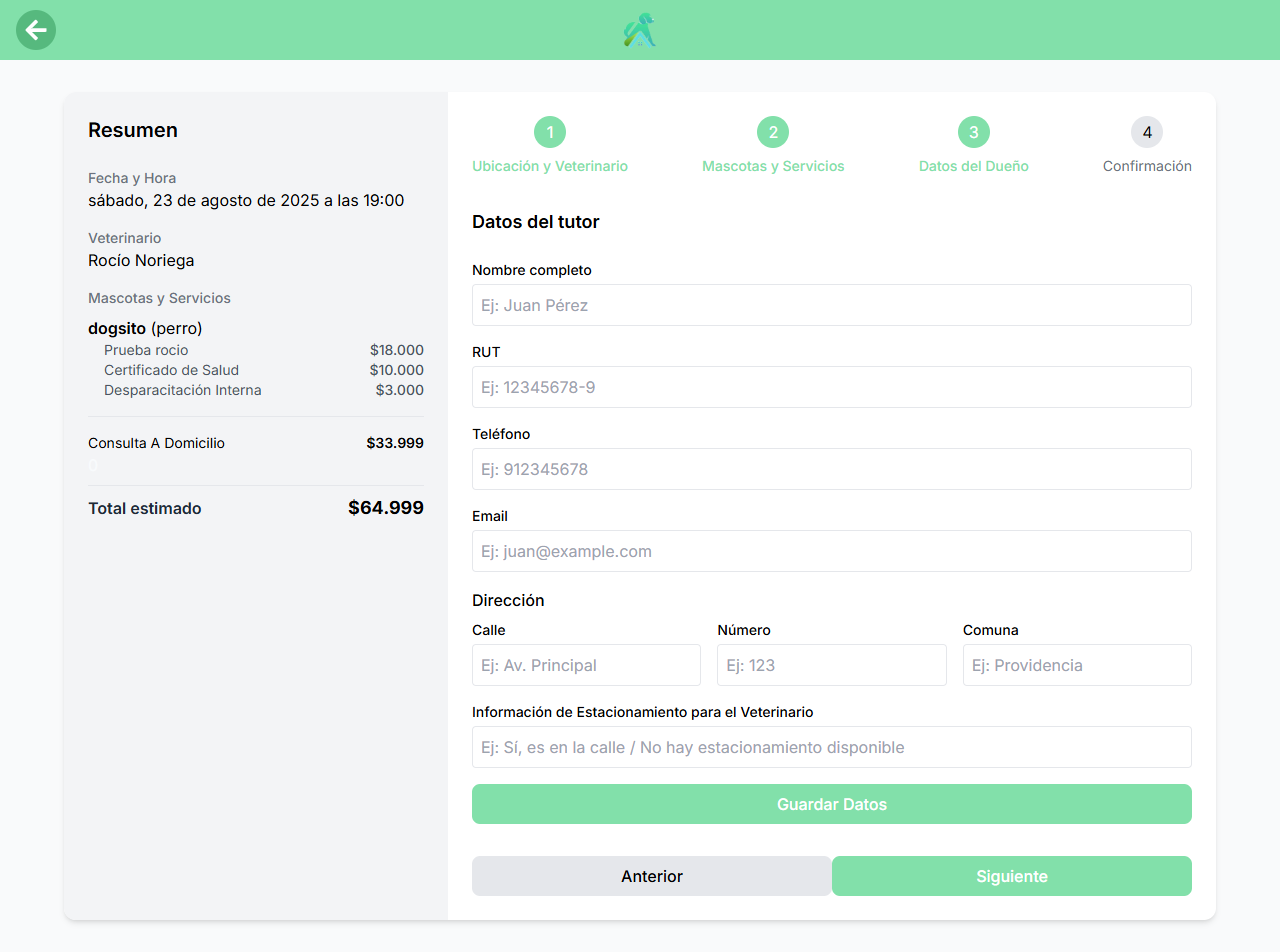 Resumen
Fecha y Hora
sábado, 23 de agosto de 2025 a las 19:00
Veterinario
Rocío Noriega
Mascotas y Servicios
dogsito (perro)
Prueba rocio $18.000
Certificado de Salud $10.000
Desparacitación Interna $3.000
Consulta A Domicilio $33.999
0
Total estimado $64.999
1 2 3 4
Ubicación y Veterinario Mascotas y Servicios Datos del Dueño Confirmación
Datos del tutor
Nombre completo
Ej: Juan Pérez
RUT
Ej: 12345678-9
Teléfono
Ej: 912345678
Email
Ej: juan@example.com
Dirección
Calle Número Comuna
Ej: Av. Principal Ej: 123 Ej: Providencia
Información de Estacionamiento para el Veterinario
Ej: Sí, es en la calle / No hay estacionamiento disponible
Guardar Datos
Anterior Siguiente